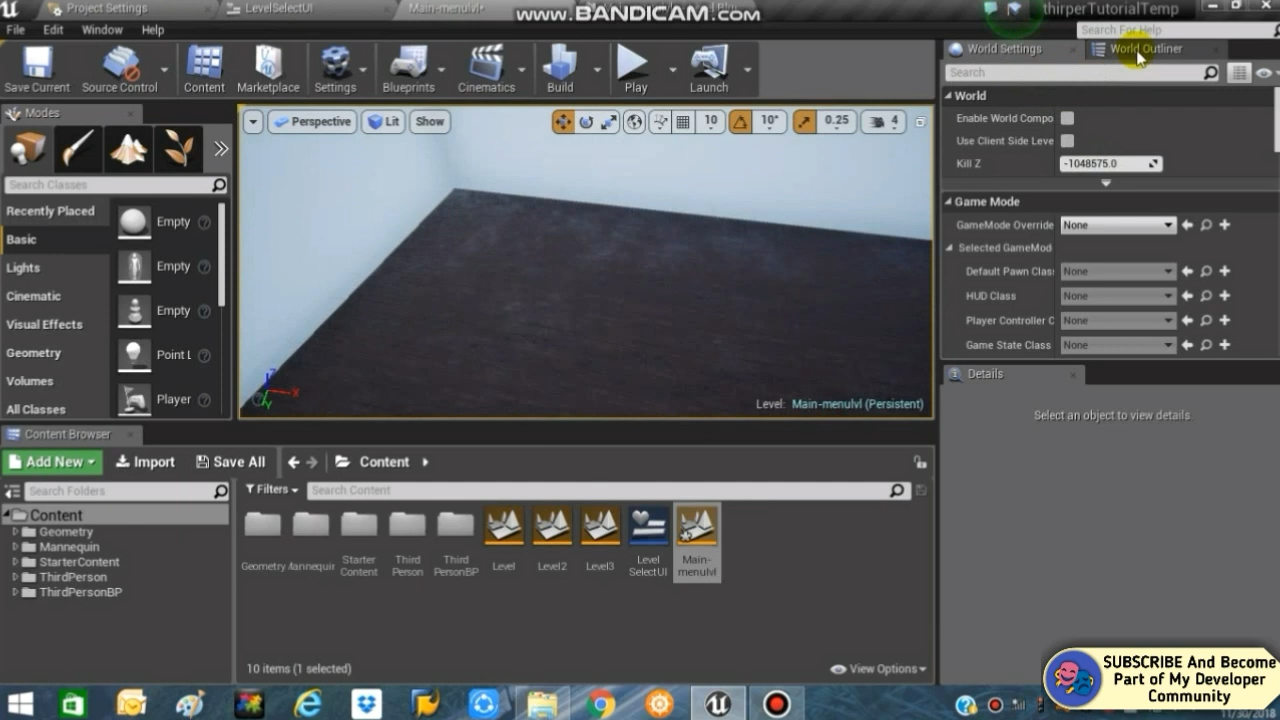 Project Settings
LevelSelectUI
Main-menulvl*
www.BANDICAM.com
thirperTutorialTemp
File Edit Window Help
Search For Help
Save Current
Source Control
Content
Marketplace
Settings
Blueprints
Cinematics
Build
Play
Launch
World Settings
World Outliner
Search
Modes
Perspective
Lit
Show
10
10°
0.25
4
World
Enable World Compo
Use Client Side Leve
Kill Z
-1048575.0
Search Classes
Recently Placed
Basic
Lights
Cinematic
Visual Effects
Geometry
Volumes
All Classes
Empty
Empty
Empty
Point L
Player
Game Mode
GameMode Override
None
Selected GameMod
Default Pawn Clas
None
HUD Class
None
Player Controller C
None
Game State Class
None
Level: Main-menulvl (Persistent)
Details
Select an object to view details.
Content Browser
Add New
Import
Save All
Content
Search Folders
Filters
Search Content
Content
Geometry
Mannequin
StarterContent
ThirdPerson
ThirdPersonBP
Geometry
Mannequin
Starter
Content
Third
Person
Third
PersonBP
Level
Level2
Level3
Level
SelectUI
Main-
menulvl
10 items (1 selected)
View Options
SUBSCRIBE And Become
Part of My Developer
Community
11/30/2018